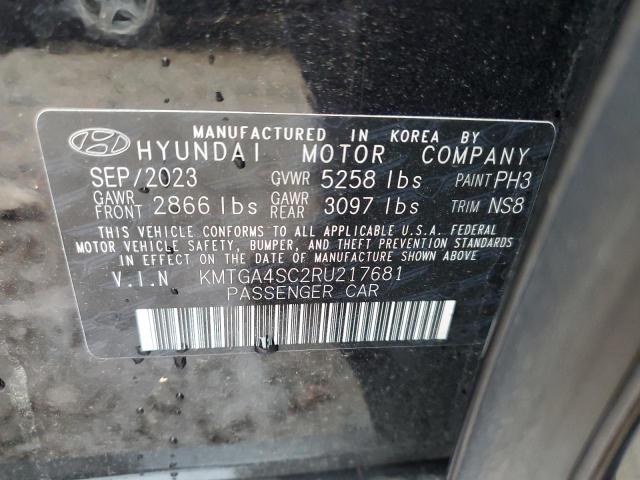 MANUFACTURED IN KOREA BY
HYUNDAI MOTOR COMPANY
SEP/2023 GVWR 5258 lbs PAINT PH3
GAWR FRONT 2866 lbs GAWR REAR 3097 lbs TRIM NS8
THIS VEHICLE CONFORMS TO ALL APPLICABLE U.S.A. FEDERAL
MOTOR VEHICLE SAFETY, BUMPER, AND THEFT PREVENTION STANDARDS
IN EFFECT ON THE DATE OF MANUFACTURE SHOWN ABOVE.
V.I.N KMTGA4SC2RU217681
PASSENGER CAR